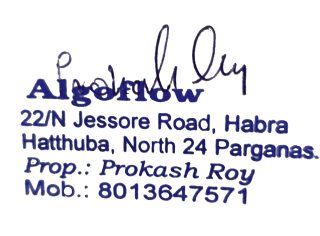 Algoflow
22/N Jessore Road, Habra
Hatthuba, North 24 Parganas.
Prop.: Prokash Roy
Mob.: 8013647571